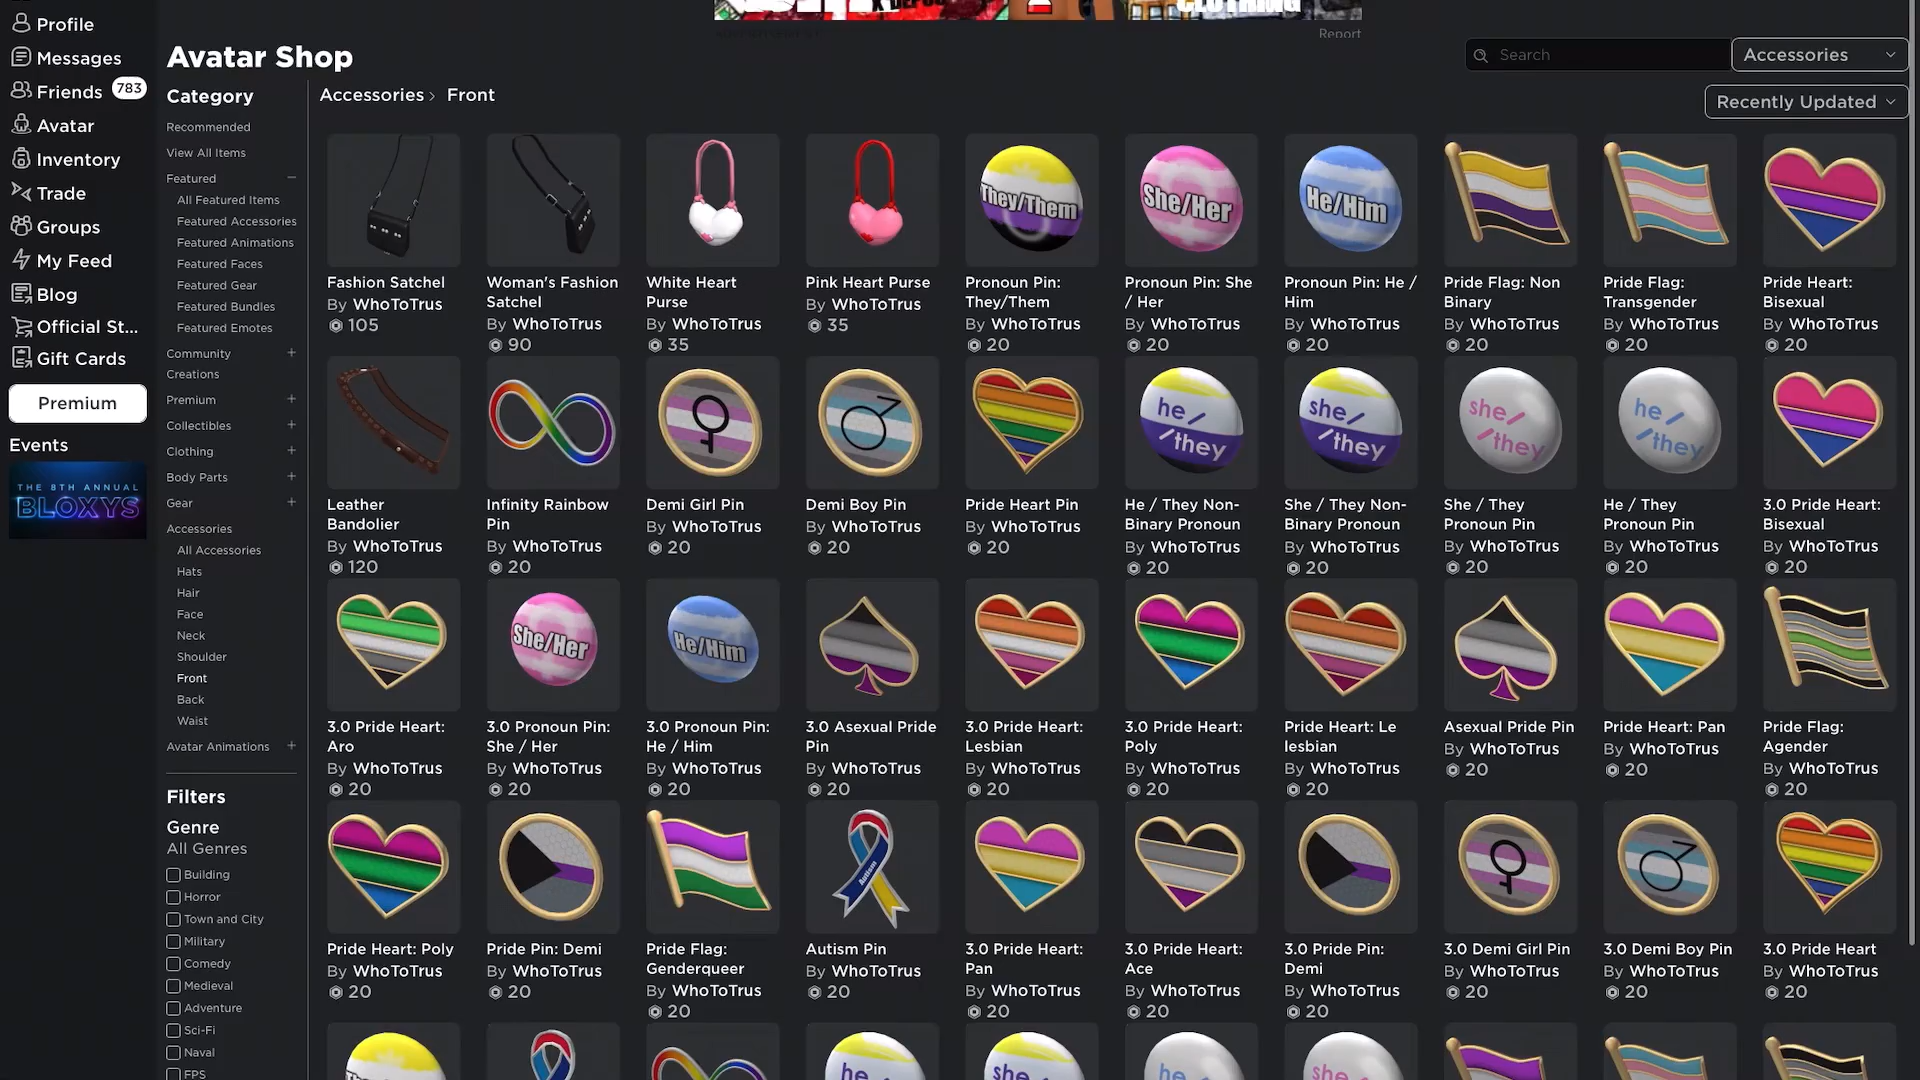 CLOTHING
Report
Profile
Messages
Friends 783
Avatar
Inventory
Trade
Groups
My Feed
Blog
Official St...
Gift Cards
Premium
Events
THE 8TH ANNUAL
BLOXYS
Avatar Shop
Search
Accessories
Category
Recommended
View All Items
Featured
All Featured Items
Featured Accessories
Featured Animations
Featured Faces
Featured Gear
Featured Bundles
Featured Emotes
Community
Creations
Premium
Collectibles
Clothing
Body Parts
Gear
Accessories
All Accessories
Hats
Hair
Face
Neck
Shoulder
Front
Back
Waist
Avatar Animations
Filters
Genre
All Genres
Building
Horror
Town and City
Military
Comedy
Medieval
Adventure
Sci-Fi
Naval
FPS
Accessories › Front
Recently Updated
They/Them
She/Her
He/Him
Fashion Satchel
By WhoToTrus
105
Woman's Fashion
Satchel
By WhoToTrus
90
White Heart
Purse
By WhoToTrus
35
Pink Heart Purse
By WhoToTrus
35
Pronoun Pin:
They/Them
By WhoToTrus
20
Pronoun Pin: She
/ Her
By WhoToTrus
20
Pronoun Pin: He /
Him
By WhoToTrus
20
Pride Flag: Non
Binary
By WhoToTrus
20
Pride Flag:
Transgender
By WhoToTrus
20
Pride Heart:
Bisexual
By WhoToTrus
20
he/
/they
she/
/they
she/
/they
he/
/they
Leather
Bandolier
By WhoToTrus
120
Infinity Rainbow
Pin
By WhoToTrus
20
Demi Girl Pin
By WhoToTrus
20
Demi Boy Pin
By WhoToTrus
20
Pride Heart Pin
By WhoToTrus
20
He / They Non-
Binary Pronoun
By WhoToTrus
20
She / They Non-
Binary Pronoun
By WhoToTrus
20
She / They
Pronoun Pin
By WhoToTrus
20
He / They
Pronoun Pin
By WhoToTrus
20
3.0 Pride Heart:
Bisexual
By WhoToTrus
20
She/Her
He/Him
3.0 Pride Heart:
Aro
By WhoToTrus
20
3.0 Pronoun Pin:
She / Her
By WhoToTrus
20
3.0 Pronoun Pin:
He / Him
By WhoToTrus
20
3.0 Asexual Pride
Pin
By WhoToTrus
20
3.0 Pride Heart:
Lesbian
By WhoToTrus
20
3.0 Pride Heart:
Poly
By WhoToTrus
20
Pride Heart: Le
lesbian
By WhoToTrus
20
Asexual Pride Pin
By WhoToTrus
20
Pride Heart: Pan
By WhoToTrus
20
Pride Flag:
Agender
By WhoToTrus
20
Autism
Pride Heart: Poly
By WhoToTrus
20
Pride Pin: Demi
By WhoToTrus
20
Pride Flag:
Genderqueer
By WhoToTrus
20
Autism Pin
By WhoToTrus
20
3.0 Pride Heart:
Pan
By WhoToTrus
20
3.0 Pride Heart:
Ace
By WhoToTrus
20
3.0 Pride Pin:
Demi
By WhoToTrus
20
3.0 Demi Girl Pin
By WhoToTrus
20
3.0 Demi Boy Pin
By WhoToTrus
20
3.0 Pride Heart
By WhoToTrus
20
he
she
he
she